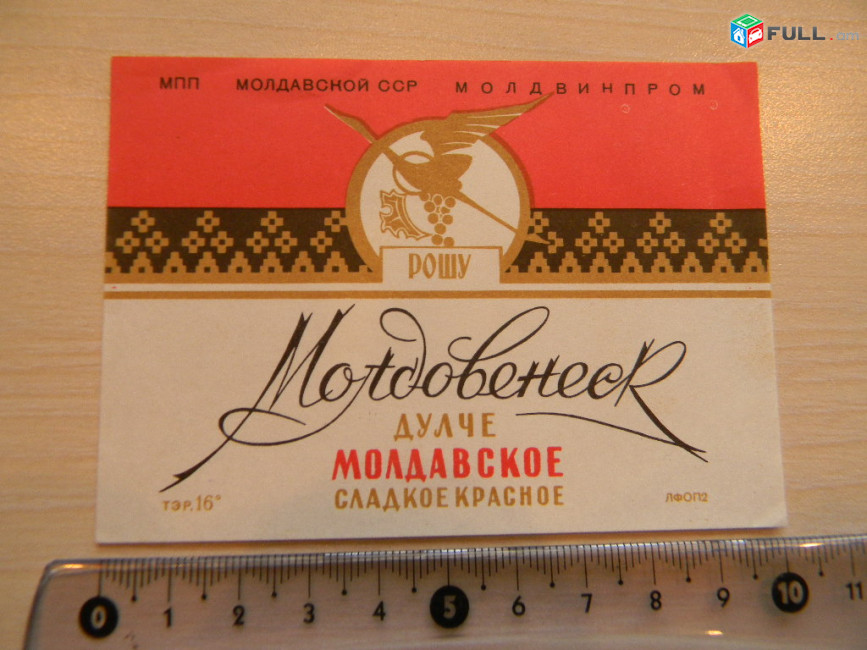 FULL.am
МПП МОЛДАВСКОЙ ССР МОЛДВИНПРОМ
РОШУ
Молдовенеск
ДУЛЧЕ
МОЛДАВСКОЕ
СЛАДКОЕ КРАСНОЕ
ТЭР. 16° ЛФОП2
0 1 2 3 4 5 6 7 8 9 10 11